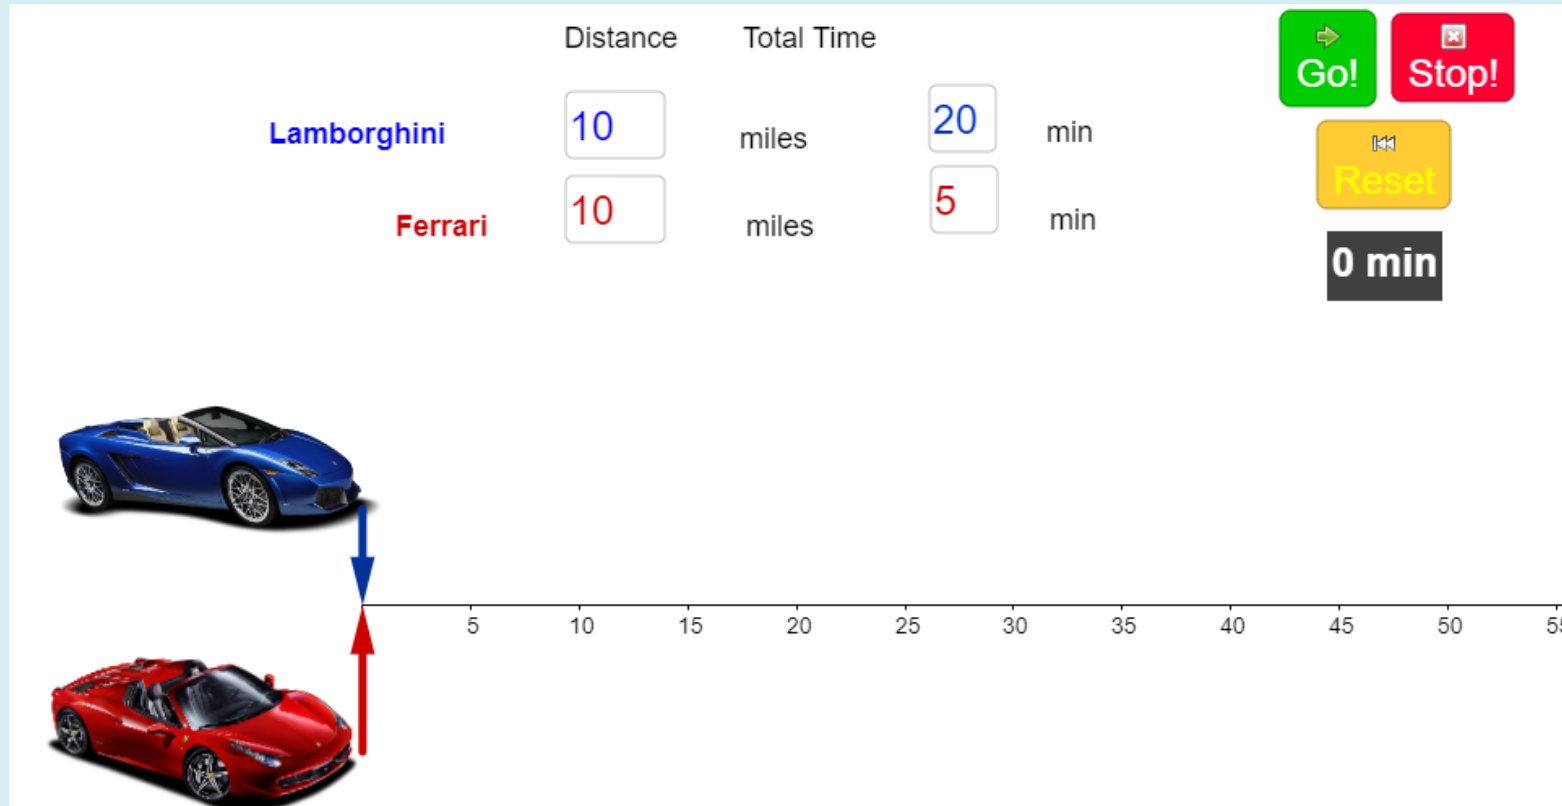 Distance Total Time
Go!
Stop!
Lamborghini 10 miles 20 min
Reset
Ferrari 10 miles 5 min
0 min
5 10 15 20 25 30 35 40 45 50